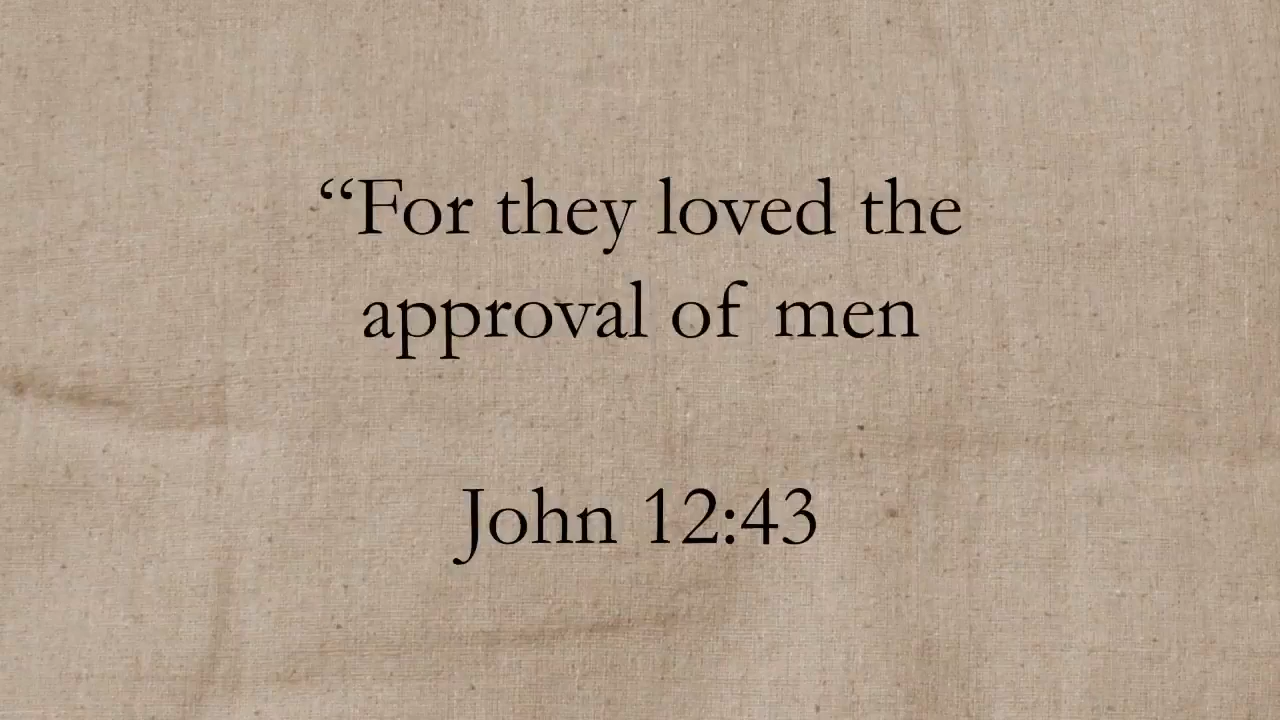 “For they loved the
approval of men
John 12:43